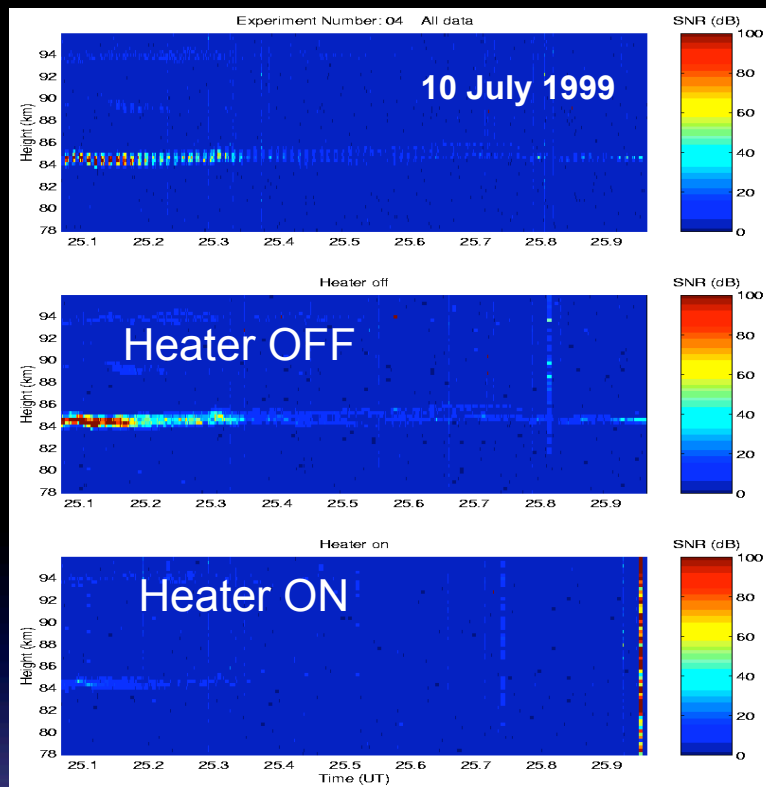 Experiment Number: 04 All data
SNR (dB)
10 July 1999
Height (km)
94
92
90
88
86
84
82
80
78
25.1 25.2 25.3 25.4 25.5 25.6 25.7 25.8 25.9
100
80
60
40
20
0
Heater off
SNR (dB)
Heater OFF
Height (km)
94
92
90
88
86
84
82
80
78
25.1 25.2 25.3 25.4 25.5 25.6 25.7 25.8 25.9
100
80
60
40
20
0
Heater on
SNR (dB)
Heater ON
Height (km)
94
92
90
88
86
84
82
80
78
25.1 25.2 25.3 25.4 25.5 25.6 25.7 25.8 25.9
Time (UT)
100
80
60
40
20
0